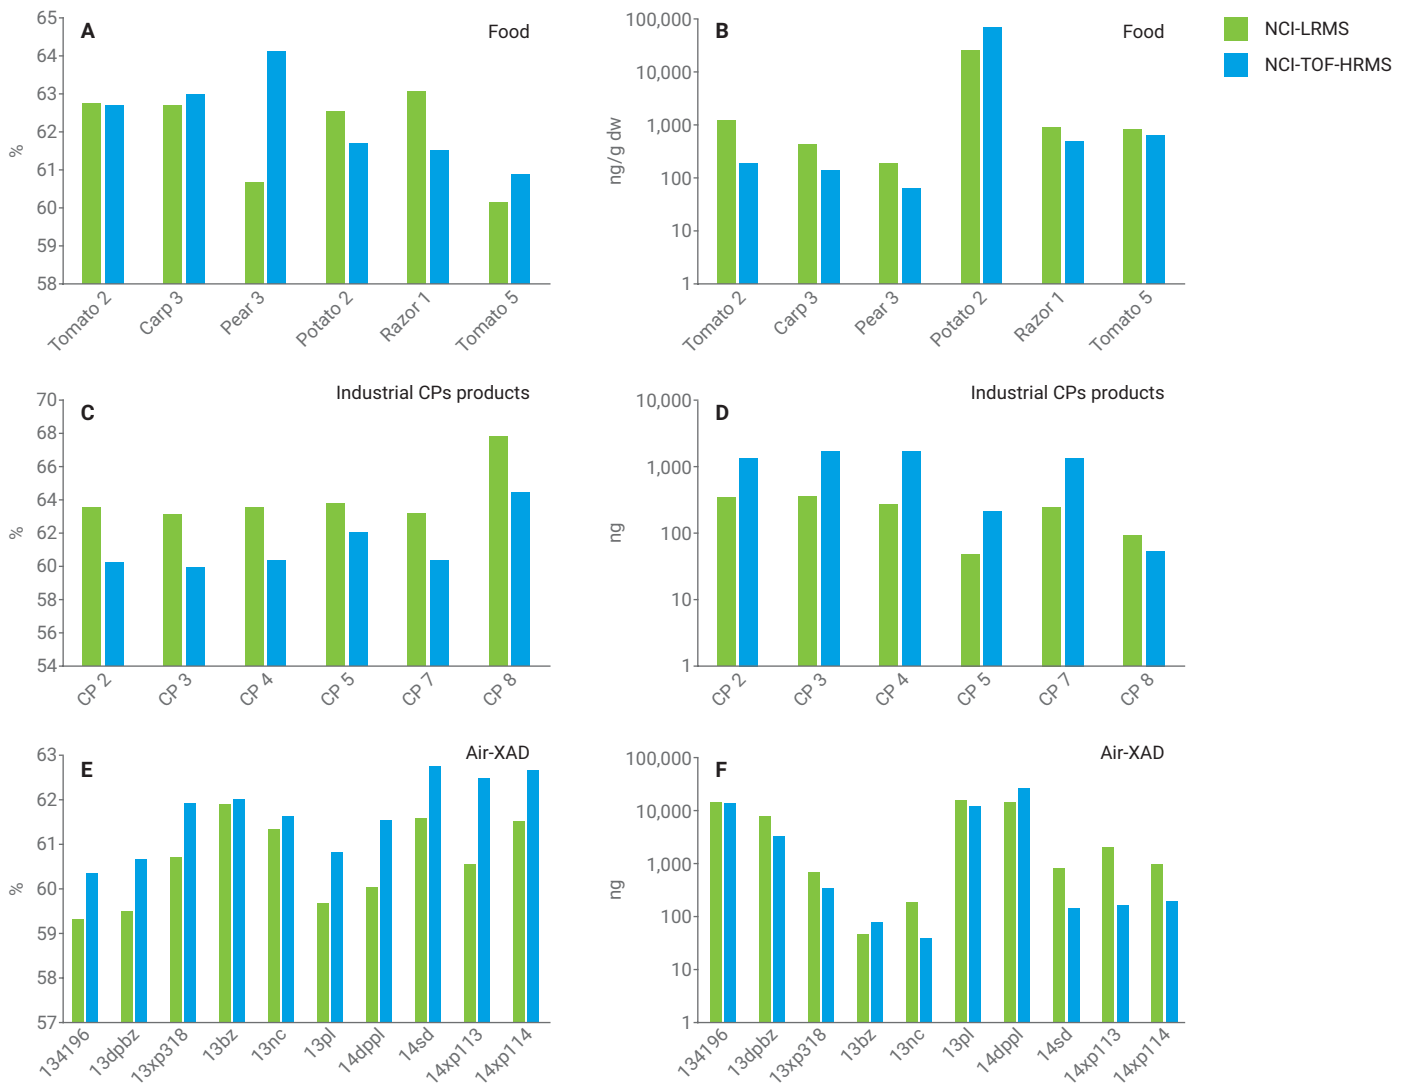 A
Food
%
65
64
63
62
61
60
59
58
Tomato 2
Carp 3
Pear 3
Potato 2
Razor 1
Tomato 5
B
Food
ng/g dw
100,000
10,000
1,000
100
10
1
Tomato 2
Carp 3
Pear 3
Potato 2
Razor 1
Tomato 5
NCI-LRMS
NCI-TOF-HRMS
C
Industrial CPs products
%
70
68
66
64
62
60
58
56
54
CP 2
CP 3
CP 4
CP 5
CP 7
CP 8
D
Industrial CPs products
ng
10,000
1,000
100
10
1
CP 2
CP 3
CP 4
CP 5
CP 7
CP 8
E
Air-XAD
%
63
62
61
60
59
58
57
134196
13dpbz
13xp318
13bz
13nc
13pl
14dppl
14sd
14xp113
14xp114
F
Air-XAD
ng
100,000
10,000
1,000
100
10
1
134196
13dpbz
13xp318
13bz
13nc
13pl
14dppl
14sd
14xp113
14xp114